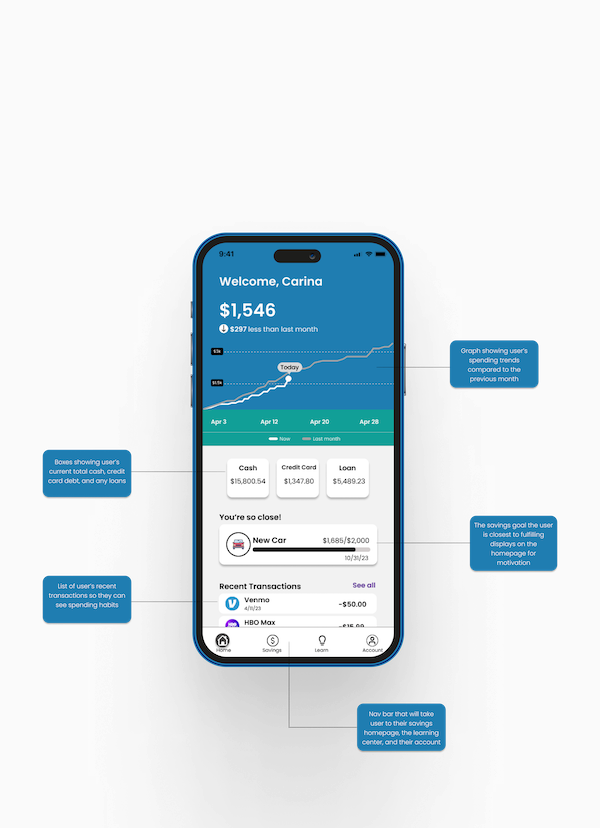 9:41
Welcome, Carina
$1,546
$297 less than last month
$3k
Today
$1.5k
Apr 3
Apr 12
Apr 20
Apr 28
Now
Last month
Graph showing user's
spending trends
compared to the
previous month
Boxes showing user's
current total cash, credit
card debt, and any loans
Cash
$15,800.54
Credit Card
$1,347.80
Loan
$5,489.23
You're so close!
New Car
$1,685/$2,000
10/31/23
The savings goal the user
is closest to fulfilling
displays on the
homepage for
motivation
List of user's recent
transactions so they can
see spending habits
Recent Transactions
See all
Venmo
4/11/23
-$50.00
HBO Max
-$15.99
Home
Savings
Learn
Account
Nav bar that will take
user to their savings
homepage, the learning
center, and their account